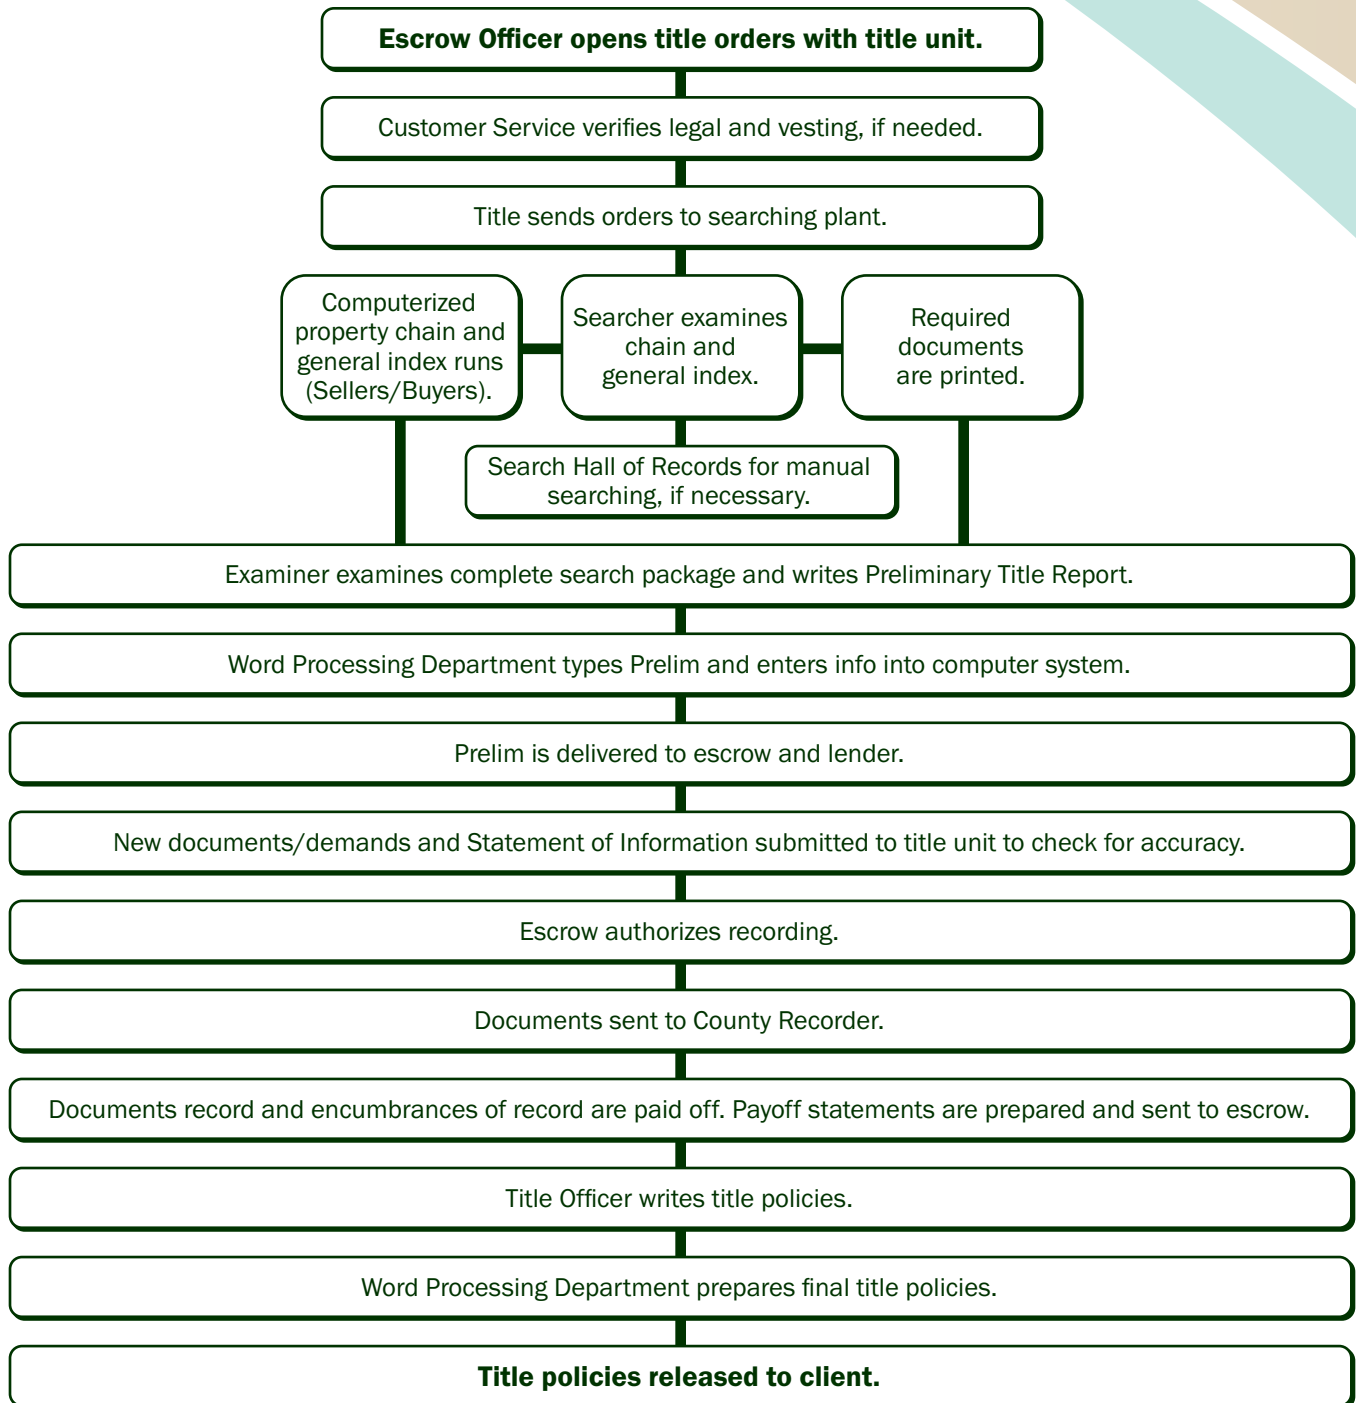 Escrow Officer opens title orders with title unit.
Customer Service verifies legal and vesting, if needed.
Title sends orders to searching plant.
Computerized
property chain and
general index runs
(Sellers/Buyers).
Searcher examines
chain and
general index.
Required
documents
are printed.
Search Hall of Records for manual
searching, if necessary.
Examiner examines complete search package and writes Preliminary Title Report.
Word Processing Department types Prelim and enters info into computer system.
Prelim is delivered to escrow and lender.
New documents/demands and Statement of Information submitted to title unit to check for accuracy.
Escrow authorizes recording.
Documents sent to County Recorder.
Documents record and encumbrances of record are paid off. Payoff statements are prepared and sent to escrow.
Title Officer writes title policies.
Word Processing Department prepares final title policies.
Title policies released to client.